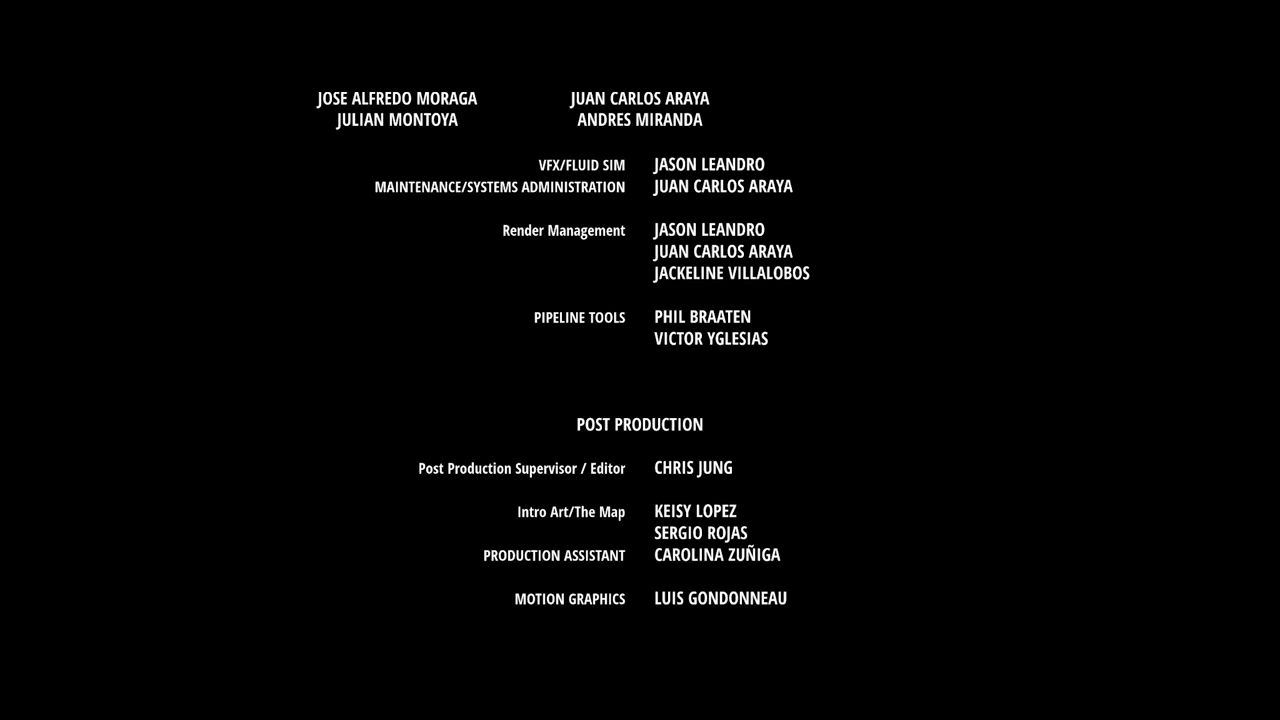 JOSE ALFREDO MORAGA JUAN CARLOS ARAYA
JULIAN MONTOYA ANDRES MIRANDA
VFX/FLUID SIM JASON LEANDRO
MAINTENANCE/SYSTEMS ADMINISTRATION JUAN CARLOS ARAYA
Render Management JASON LEANDRO
JUAN CARLOS ARAYA
JACKELINE VILLALOBOS
PIPELINE TOOLS PHIL BRAATEN
VICTOR YGLESIAS
POST PRODUCTION
Post Production Supervisor / Editor CHRIS JUNG
Intro Art/The Map KEISY LOPEZ
SERGIO ROJAS
PRODUCTION ASSISTANT CAROLINA ZUÑIGA
MOTION GRAPHICS LUIS GONDONNEAU